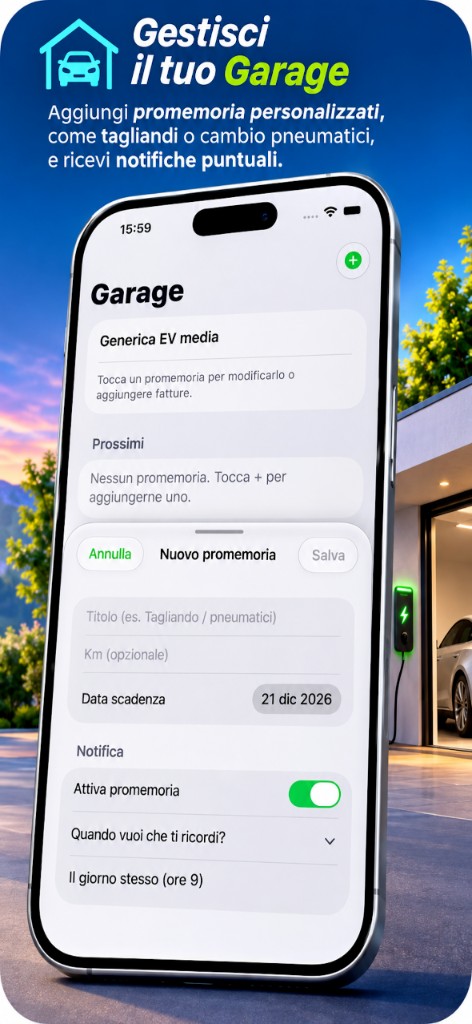 Gestisci
il tuo Garage
Aggiungi promemoria personalizzati,
come tagliandi o cambio pneumatici,
e ricevi notifiche puntuali.
15:59
Garage
Generica EV media
Tocca un promemoria per modificarlo o
aggiungere fatture.
Prossimi
Nessun promemoria. Tocca + per
aggiungerne uno.
Annulla
Nuovo promemoria
Salva
Titolo (es. Tagliando / pneumatici)
Km (opzionale)
Data scadenza
21 dic 2026
Notifica
Attiva promemoria
Quando vuoi che ti ricordi?
Il giorno stesso (ore 9)